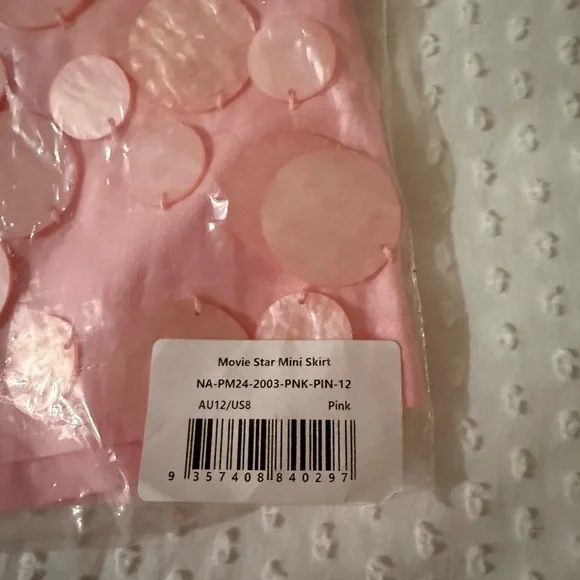 Movie Star Mini Skirt
NA-PM24-2003-PNK-PIN-12
AU12/US8 Pink
9 357408 840297